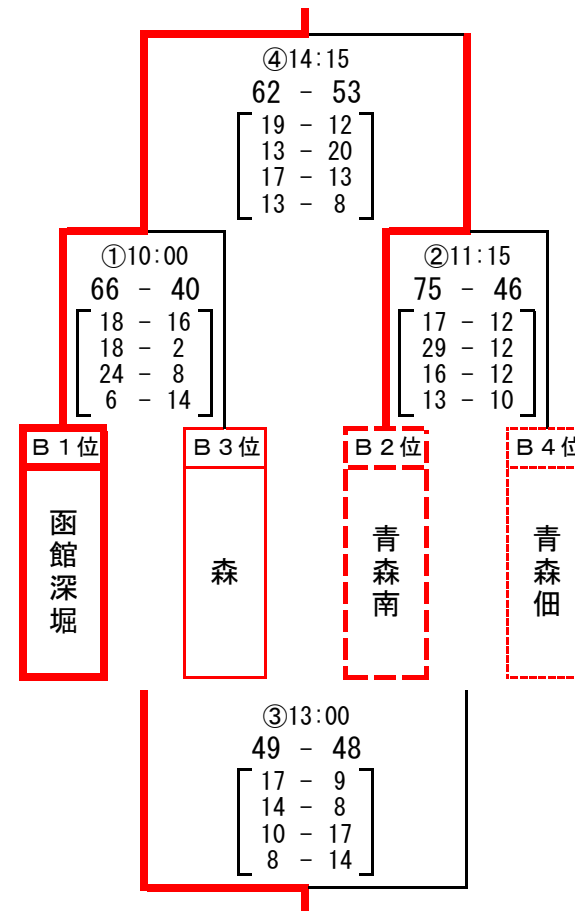 ④14:15
62 - 53
19 - 12
13 - 20
17 - 13
13 - 8
①10:00
66 - 40
18 - 16
18 - 2
24 - 8
6 - 14
②11:15
75 - 46
17 - 12
29 - 12
16 - 12
13 - 10
Ｂ１位
Ｂ３位
Ｂ２位
Ｂ４位
函館深堀
森
青森南
青森佃
③13:00
49 - 48
17 - 9
14 - 8
10 - 17
8 - 14